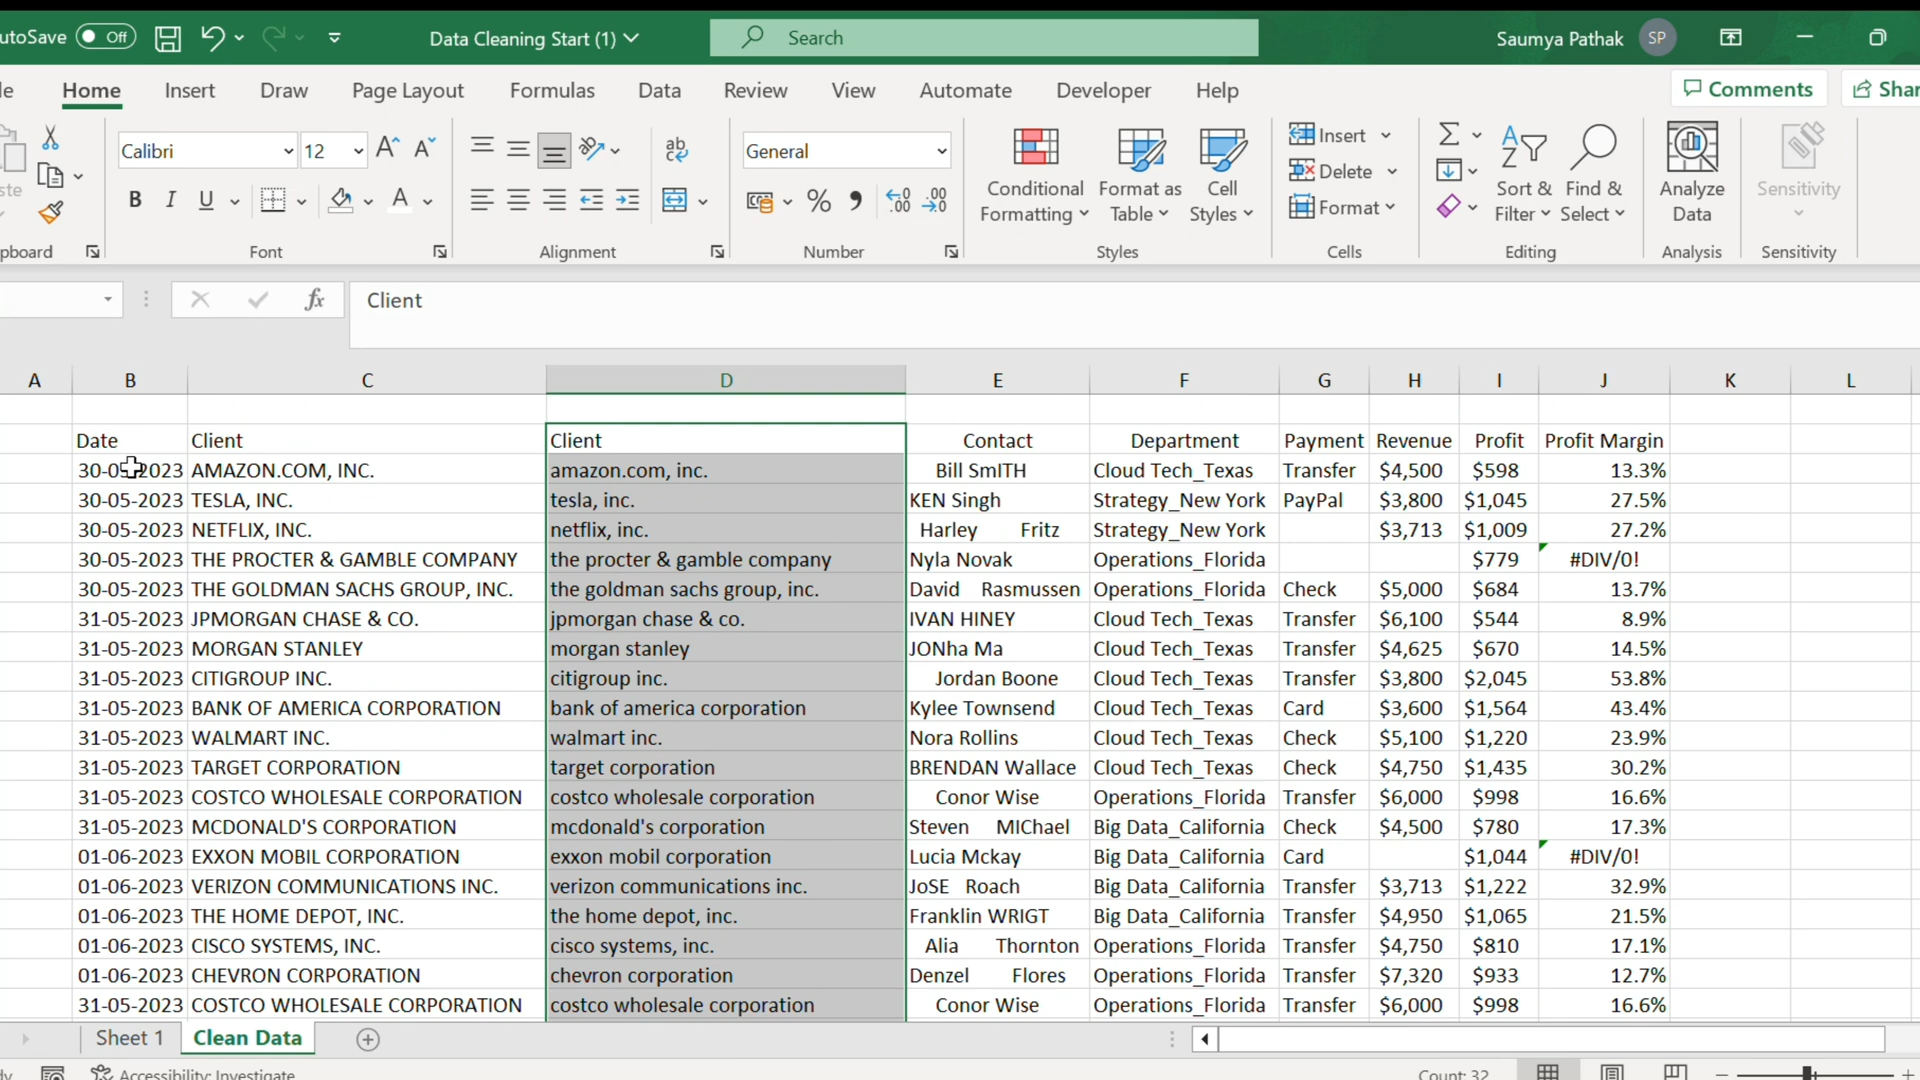 utoSave Off Data Cleaning Start (1) Search Saumya Pathak SP
le Home Insert Draw Page Layout Formulas Data Review View Automate Developer Help Comments Shar
ste Calibri 12 General Conditional Formatting Format as Table Cell Styles Insert Delete Format Sort & Filter Find & Select Analyze Data Sensitivity
pboard Font Alignment Number Styles Cells Editing Analysis Sensitivity
fx Client
A B C D E F G H I J K L
Date Client Client Contact Department Payment Revenue Profit Profit Margin
30-05-2023 AMAZON.COM, INC. amazon.com, inc. Bill SmITH Cloud Tech_Texas Transfer $4,500 $598 13.3%
30-05-2023 TESLA, INC. tesla, inc. KEN Singh Strategy_New York PayPal $3,800 $1,045 27.5%
30-05-2023 NETFLIX, INC. netflix, inc. Harley Fritz Strategy_New York $3,713 $1,009 27.2%
30-05-2023 THE PROCTER & GAMBLE COMPANY the procter & gamble company Nyla Novak Operations_Florida $779 #DIV/0!
30-05-2023 THE GOLDMAN SACHS GROUP, INC. the goldman sachs group, inc. David Rasmussen Operations_Florida Check $5,000 $684 13.7%
31-05-2023 JPMORGAN CHASE & CO. jpmorgan chase & co. IVAN HINEY Cloud Tech_Texas Transfer $6,100 $544 8.9%
31-05-2023 MORGAN STANLEY morgan stanley JONha Ma Cloud Tech_Texas Transfer $4,625 $670 14.5%
31-05-2023 CITIGROUP INC. citigroup inc. Jordan Boone Cloud Tech_Texas Transfer $3,800 $2,045 53.8%
31-05-2023 BANK OF AMERICA CORPORATION bank of america corporation Kylee Townsend Cloud Tech_Texas Card $3,600 $1,564 43.4%
31-05-2023 WALMART INC. walmart inc. Nora Rollins Cloud Tech_Texas Check $5,100 $1,220 23.9%
31-05-2023 TARGET CORPORATION target corporation BRENDAN Wallace Cloud Tech_Texas Check $4,750 $1,435 30.2%
31-05-2023 COSTCO WHOLESALE CORPORATION costco wholesale corporation Conor Wise Operations_Florida Transfer $6,000 $998 16.6%
31-05-2023 MCDONALD'S CORPORATION mcdonald's corporation Steven MIChael Big Data_California Check $4,500 $780 17.3%
01-06-2023 EXXON MOBIL CORPORATION exxon mobil corporation Lucia Mckay Big Data_California Card $1,044 #DIV/0!
01-06-2023 VERIZON COMMUNICATIONS INC. verizon communications inc. JoSE Roach Big Data_California Transfer $3,713 $1,222 32.9%
01-06-2023 THE HOME DEPOT, INC. the home depot, inc. Franklin WRIGT Big Data_California Transfer $4,950 $1,065 21.5%
01-06-2023 CISCO SYSTEMS, INC. cisco systems, inc. Alia Thornton Operations_Florida Transfer $4,750 $810 17.1%
01-06-2023 CHEVRON CORPORATION chevron corporation Denzel Flores Operations_Florida Transfer $7,320 $933 12.7%
31-05-2023 COSTCO WHOLESALE CORPORATION costco wholesale corporation Conor Wise Operations_Florida Transfer $6,000 $998 16.6%
Sheet 1 Clean Data
Accessibility: Investigate Count: 32